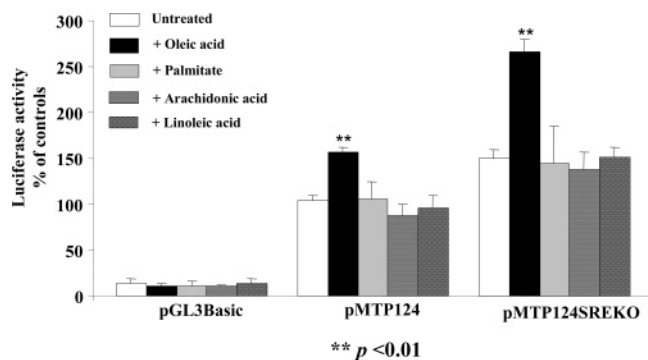 Luciferase activity
% of controls
300
250
200
150
100
50
0
Untreated
+ Oleic acid
+ Palmitate
+ Arachidonic acid
+ Linoleic acid
**
**
pGL3Basic
pMTP124
pMTP124SREKO
** p <0.01